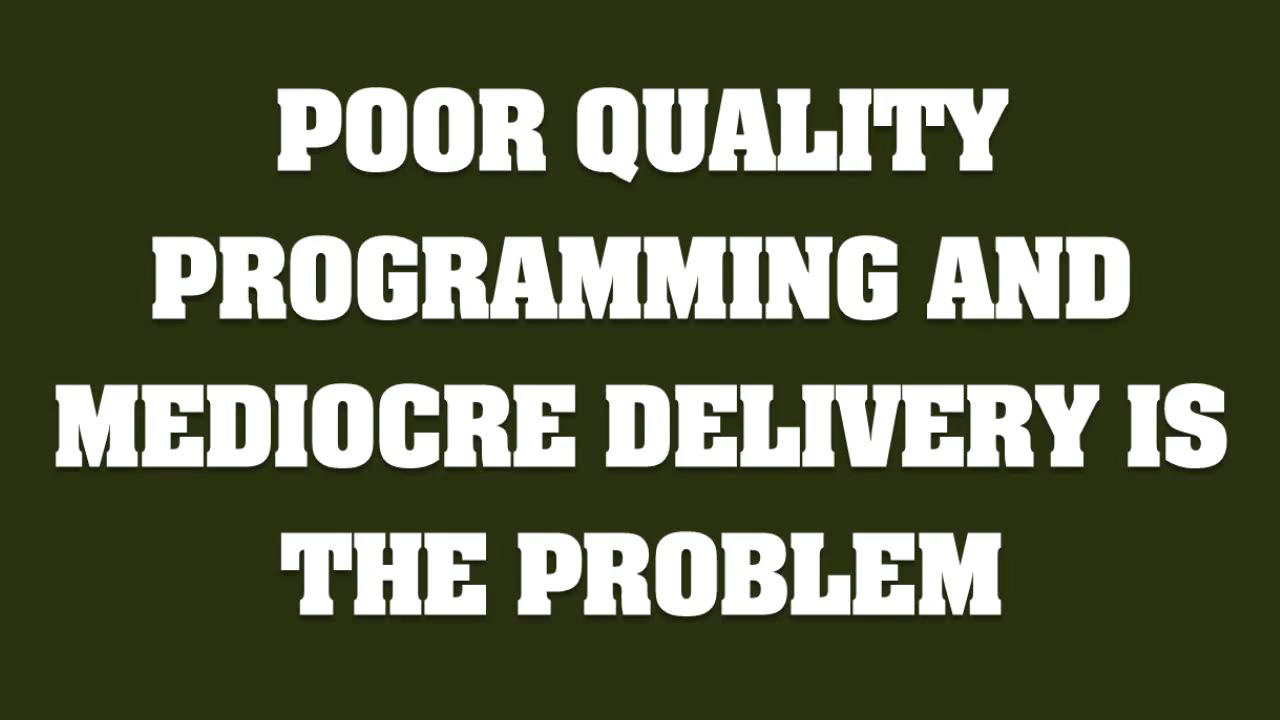 POOR QUALITY
PROGRAMMING AND
MEDIOCRE DELIVERY IS
THE PROBLEM